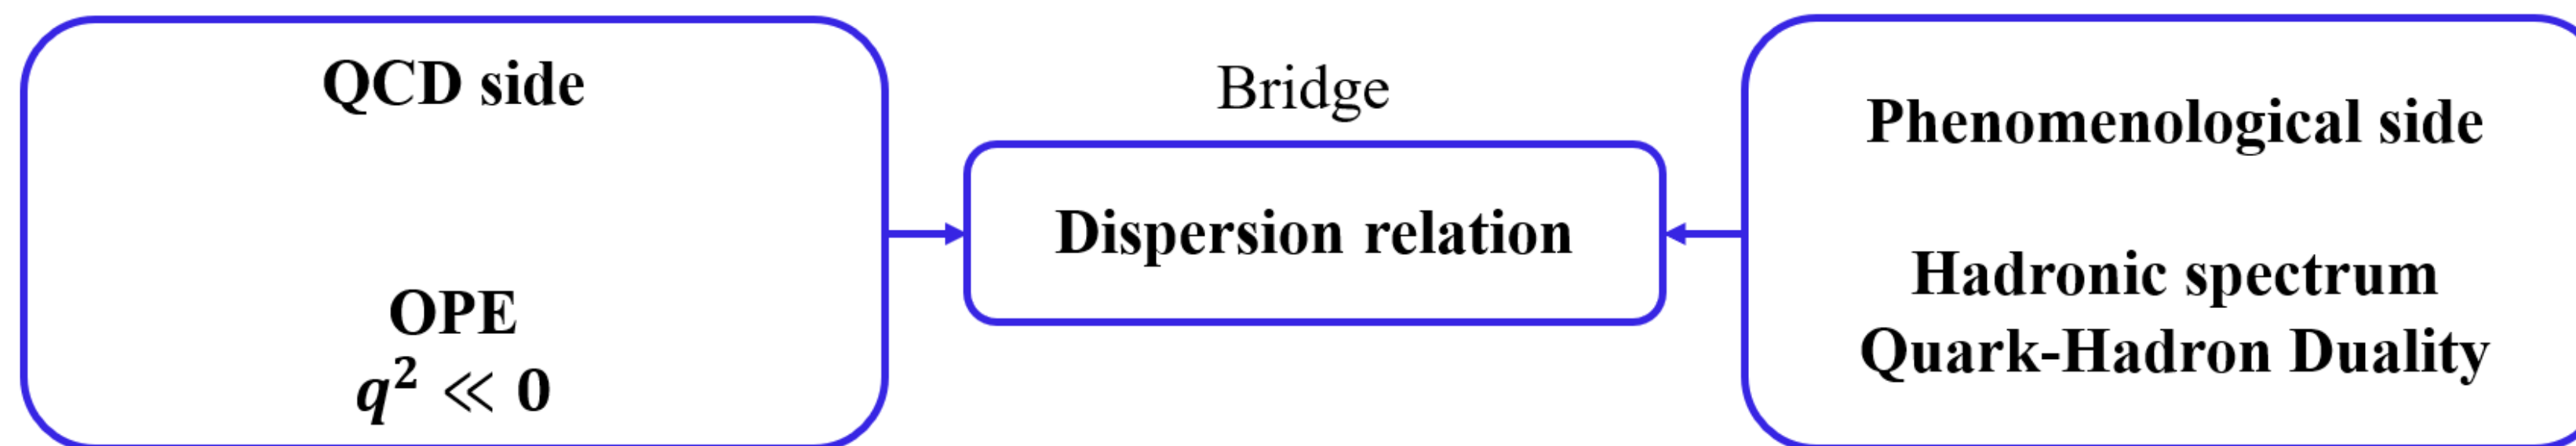 QCD side
OPE
q² ≪ 0
Bridge
Dispersion relation
Phenomenological side
Hadronic spectrum
Quark-Hadron Duality